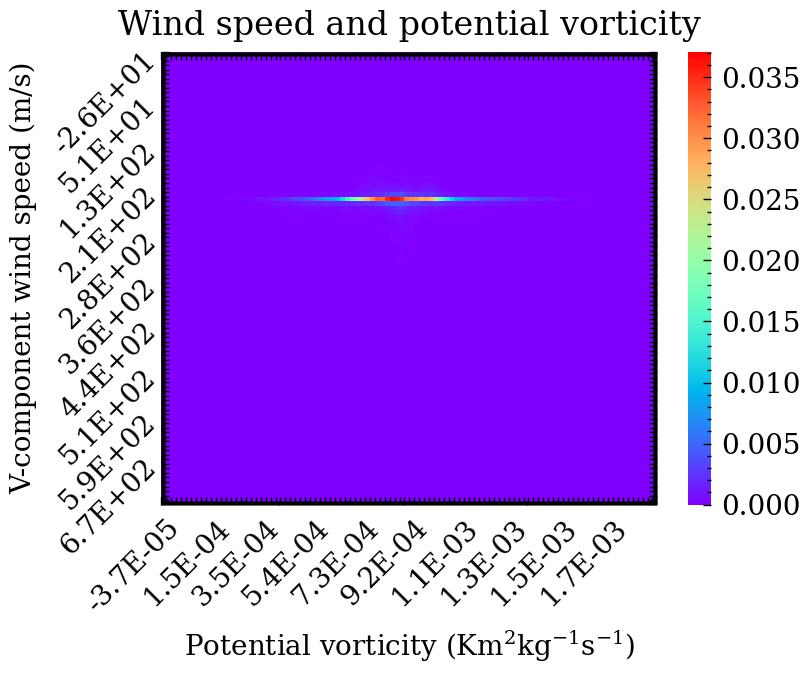 Wind speed and potential vorticity
V-component wind speed (m/s)
-2.6E+01
5.1E+01
1.3E+02
2.1E+02
2.8E+02
3.6E+02
4.4E+02
5.1E+02
5.9E+02
6.7E+02
-3.7E-05
1.5E-04
3.5E-04
5.4E-04
7.3E-04
9.2E-04
1.1E-03
1.3E-03
1.5E-03
1.7E-03
Potential vorticity (Km²kg⁻¹s⁻¹)
0.035
0.030
0.025
0.020
0.015
0.010
0.005
0.000